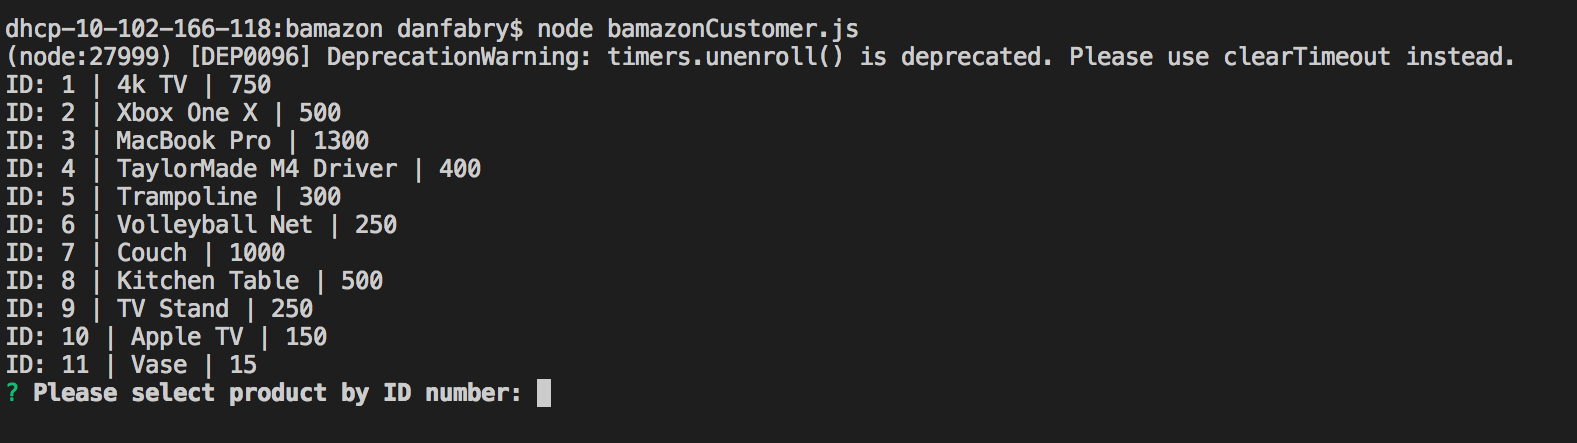 dhcp-10-102-166-118:bamazon danfabry$ node bamazonCustomer.js
(node:27999) [DEP0096] DeprecationWarning: timers.unenroll() is deprecated. Please use clearTimeout instead.
ID: 1 | 4k TV | 750
ID: 2 | Xbox One X | 500
ID: 3 | MacBook Pro | 1300
ID: 4 | TaylorMade M4 Driver | 400
ID: 5 | Trampoline | 300
ID: 6 | Volleyball Net | 250
ID: 7 | Couch | 1000
ID: 8 | Kitchen Table | 500
ID: 9 | TV Stand | 250
ID: 10 | Apple TV | 150
ID: 11 | Vase | 15
? Please select product by ID number: